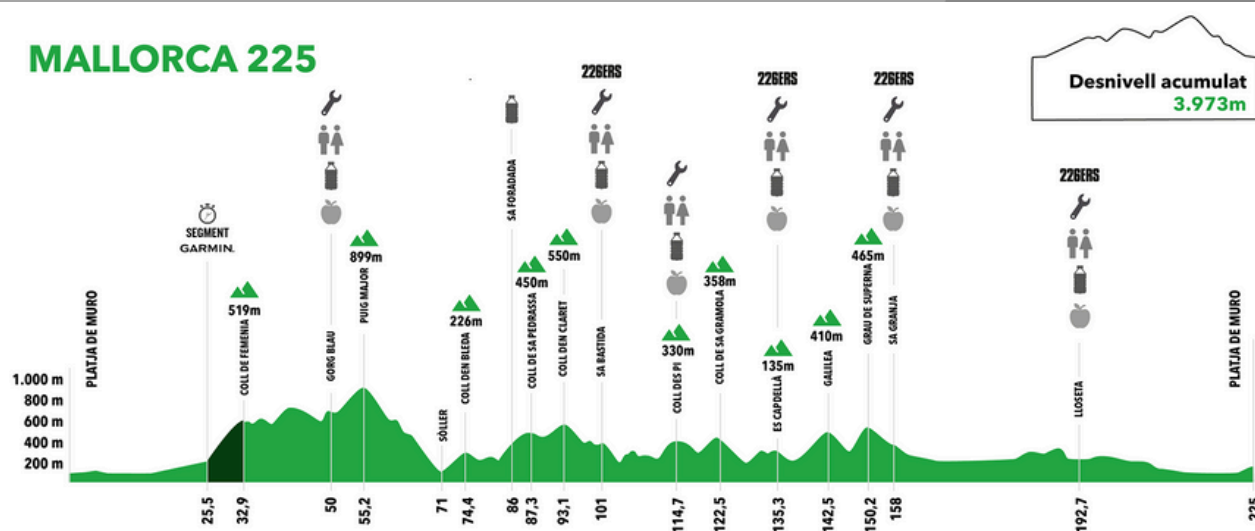 MALLORCA 225
Desnivell acumulat
3.973m
226ERS
226ERS
226ERS
226ERS
SEGMENT
GARMIN.
PLATJA DE MURO
519m
COLL DE FEMENIA
GORG BLAU
899m
PUIG MAJOR
SÓLLER
226m
COLL DEN BLEDA
SA FORADADA
450m
COLL DE SA PEDRASSA
550m
COLL DEN CLARET
SA BASTIDA
330m
COLL DES PI
358m
COLL DE SA GRAMOLA
135m
ES CAPDELLÀ
410m
GALILEA
465m
GRAU DE SUPERNA
SA GRANJA
LLOSETA
PLATJA DE MURO
1.000 m
800 m
600 m
400 m
200 m
25,5
32,9
50
55,2
71
74,4
86
87,3
93,1
101
114,7
122,5
135,3
142,5
150,2
158
192,7